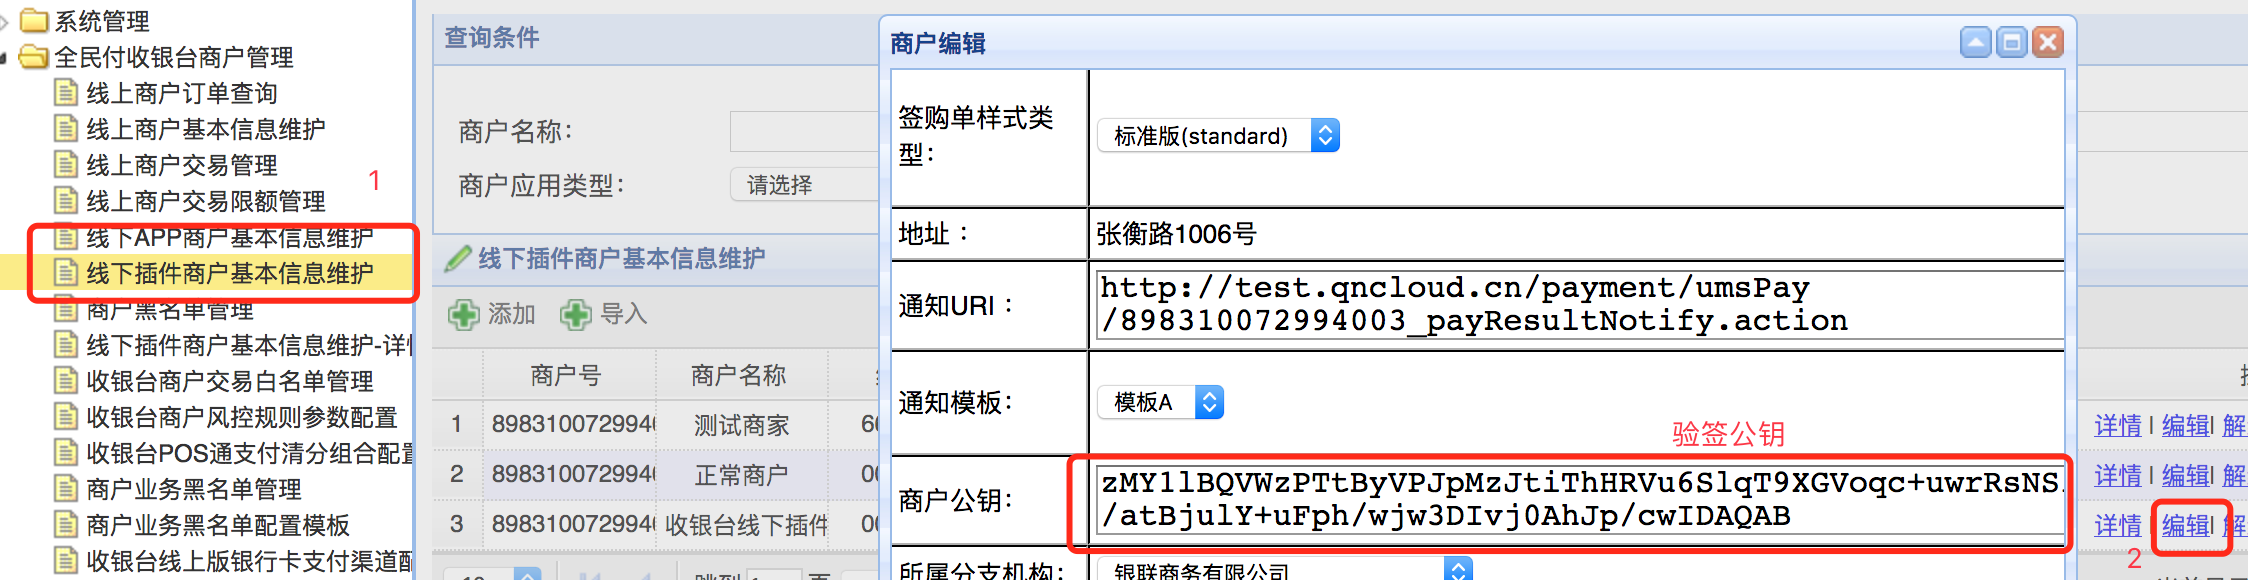 系统管理
全民付收银台商户管理
线上商户订单查询
线上商户基本信息维护
线上商户交易管理
线上商户交易限额管理
线下APP商户基本信息维护
线下插件商户基本信息维护
商户黑名单管理
线下插件商户基本信息维护-详情
收银台商户交易白名单管理
收银台商户风控规则参数配置
收银台POS通支付清分组合配置
商户业务黑名单管理
商户业务黑名单配置模板
收银台线上版银行卡支付渠道配
1
查询条件
商户名称：
商户应用类型：
请选择
线下插件商户基本信息维护
添加 导入
商户号 商户名称
1 898310072994 测试商家
2 898310072994 正常商户
3 898310072994 收银台线下插件
跳到 1 页
商户编辑
签购单样式类
型：
标准版(standard)
地址：
张衡路1006号
通知URI：
http://test.qncloud.cn/payment/umsPay
/898310072994003_payResultNotify.action
通知模板：
模板A
验签公钥
商户公钥：
zMY1lBQVWzPTtByVPJpMzJtiThHRVu6SlqT9XGVoqc+uwrRsNS
/atBjulY+uFph/wjw3DIvj0AhJp/cwIDAQAB
所属分支机构：
银联商务有限公司
详情 | 编辑 | 解
详情 | 编辑 | 解
详情 | 编辑 | 解
2